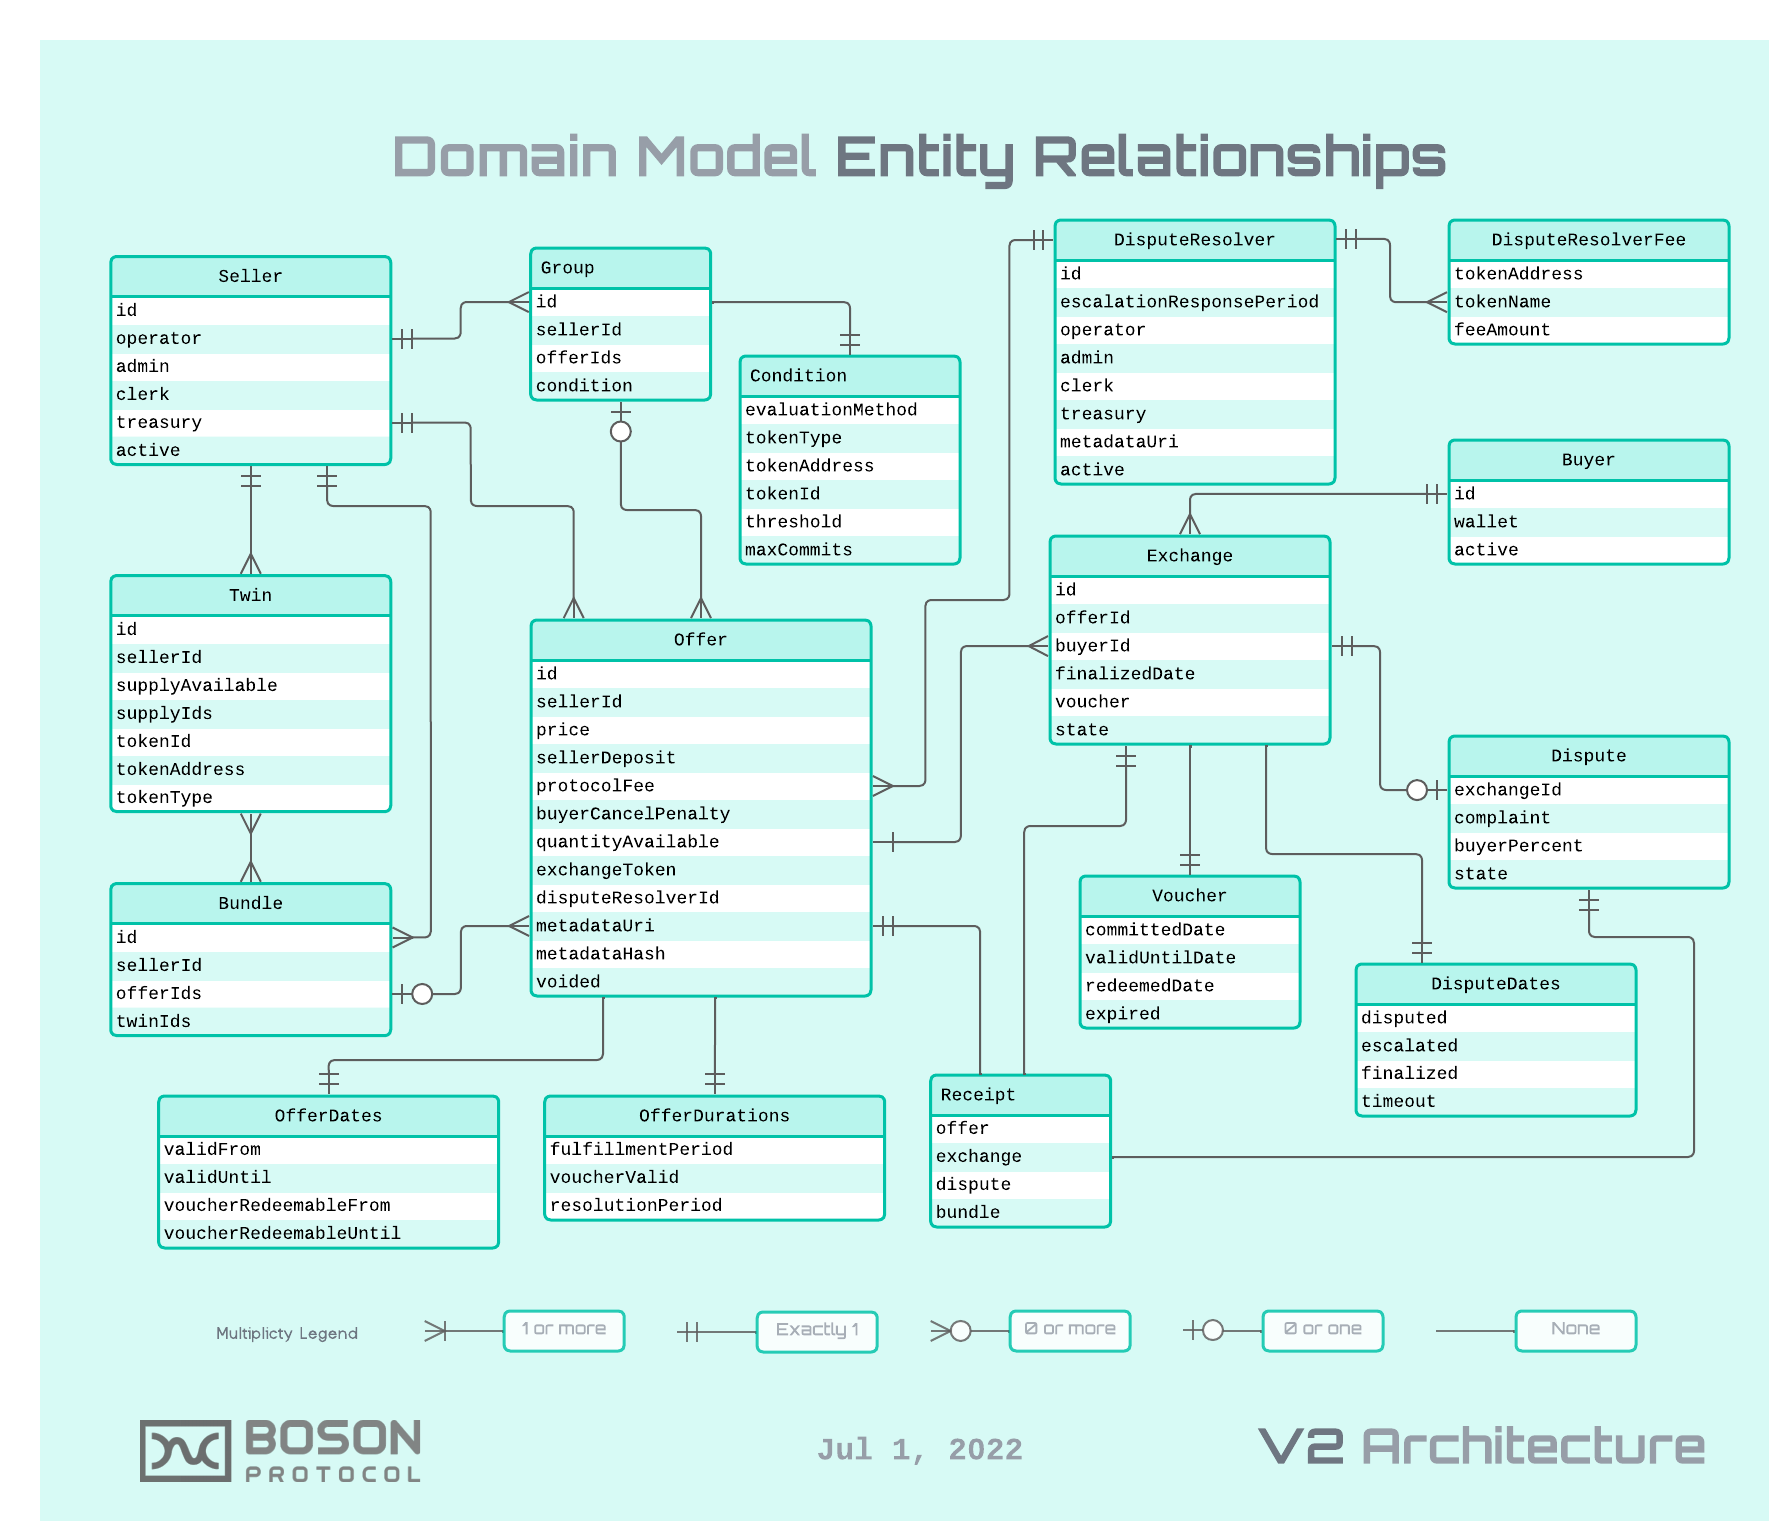 Domain Model Entity Relationships
Seller
id
operator
admin
clerk
treasury
active
Group
id
sellerId
offerIds
condition
Condition
evaluationMethod
tokenType
tokenAddress
tokenId
threshold
maxCommits
DisputeResolver
id
escalationResponsePeriod
operator
admin
clerk
treasury
metadataUri
active
DisputeResolverFee
tokenAddress
tokenName
feeAmount
Buyer
id
wallet
active
Twin
id
sellerId
supplyAvailable
supplyIds
tokenId
tokenAddress
tokenType
Offer
id
sellerId
price
sellerDeposit
protocolFee
buyerCancelPenalty
quantityAvailable
exchangeToken
disputeResolverId
metadataUri
metadataHash
voided
Exchange
id
offerId
buyerId
finalizedDate
voucher
state
Dispute
exchangeId
complaint
buyerPercent
state
Bundle
id
sellerId
offerIds
twinIds
Voucher
committedDate
validUntilDate
redeemedDate
expired
DisputeDates
disputed
escalated
finalized
timeout
OfferDates
validFrom
validUntil
voucherRedeemableFrom
voucherRedeemableUntil
OfferDurations
fulfillmentPeriod
voucherValid
resolutionPeriod
Receipt
offer
exchange
dispute
bundle
Multiplicty Legend
1 or more
Exactly 1
0 or more
0 or one
None
BOSON
PROTOCOL
Jul 1, 2022
V2 Architecture